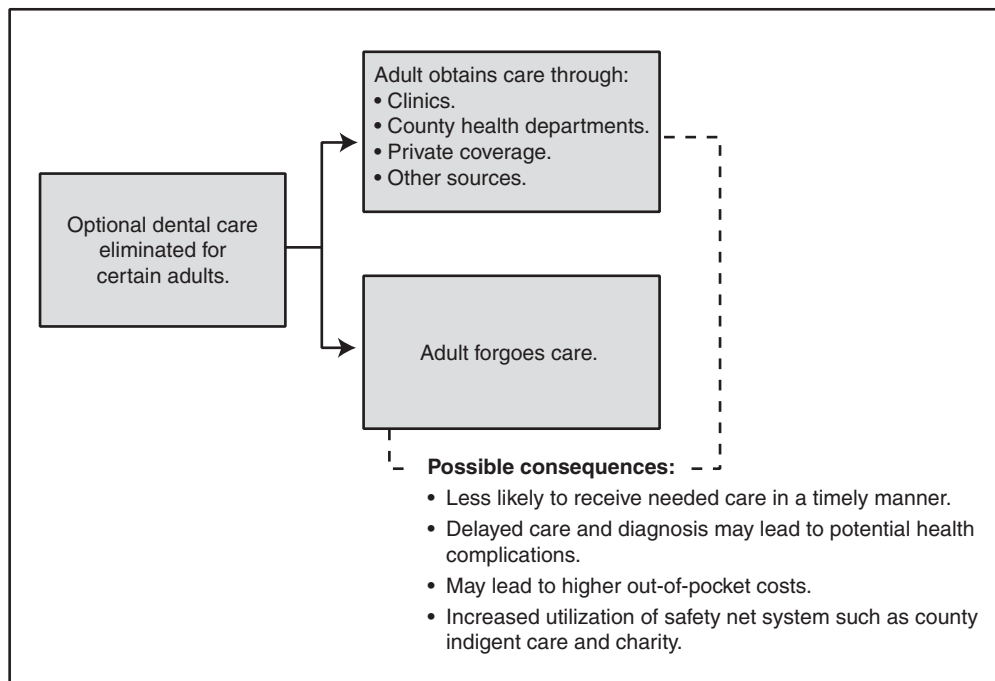 Adult obtains care through:
• Clinics.
• County health departments.
• Private coverage.
• Other sources.
Optional dental care
eliminated for
certain adults.
Adult forgoes care.
Possible consequences:
• Less likely to receive needed care in a timely manner.
• Delayed care and diagnosis may lead to potential health
complications.
• May lead to higher out-of-pocket costs.
• Increased utilization of safety net system such as county
indigent care and charity.